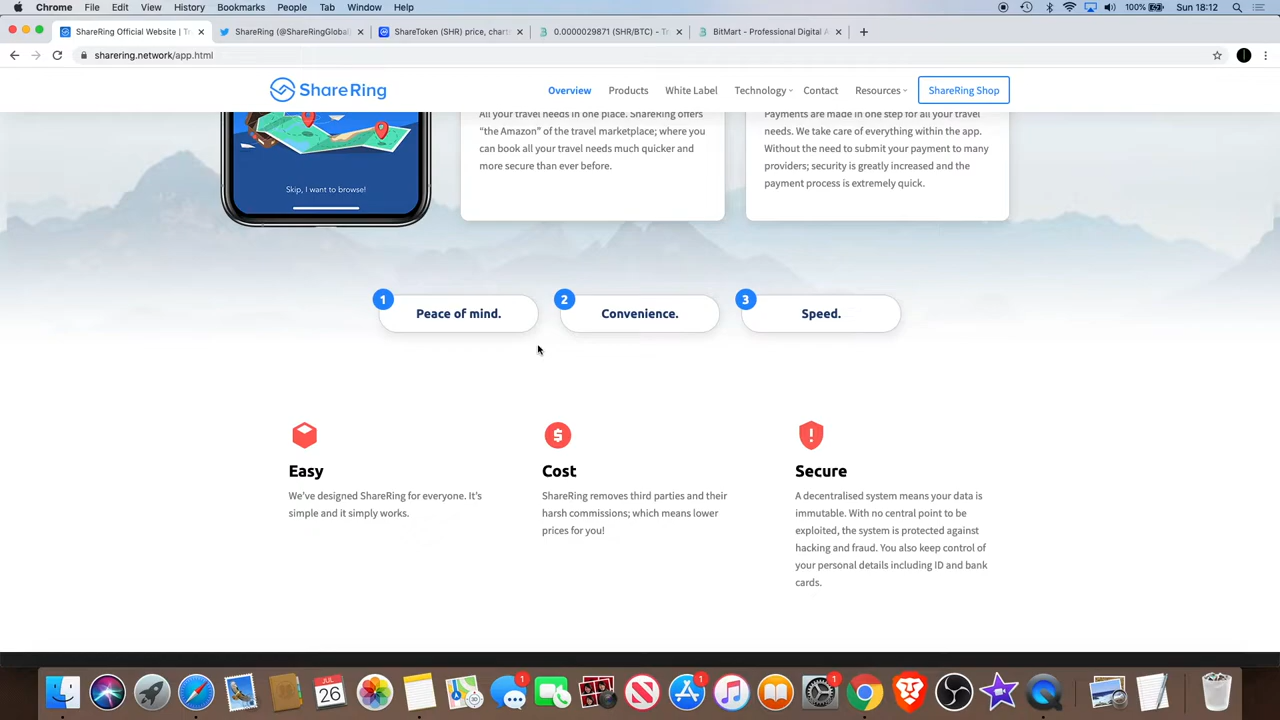 Chrome File Edit View History Bookmarks People Tab Window Help 100% Sun 18:12
ShareRing Official Website | Tr ShareRing (@ShareRingGlobal ShareToken (SHR) price, chart 0.0000029871 (SHR/BTC) - Tr BitMart - Professional Digital A
sharering.network/app.html
ShareRing Overview Products White Label Technology Contact Resources ShareRing Shop
All your travel needs in one place. ShareRing offers
“the Amazon” of the travel marketplace; where you
can book all your travel needs much quicker and
more secure than ever before.
Payments are made in one step for all your travel
needs. We take care of everything within the app.
Without the need to submit your payment to many
providers; security is greatly increased and the
payment process is extremely quick.
Skip, I want to browse!
1 Peace of mind.
2 Convenience.
3 Speed.
Easy
We've designed ShareRing for everyone. It's
simple and it simply works.
Cost
ShareRing removes third parties and their
harsh commissions; which means lower
prices for you!
Secure
A decentralised system means your data is
immutable. With no central point to be
exploited, the system is protected against
hacking and fraud. You also keep control of
your personal details including ID and bank
cards.
JUL
26
1
1
1